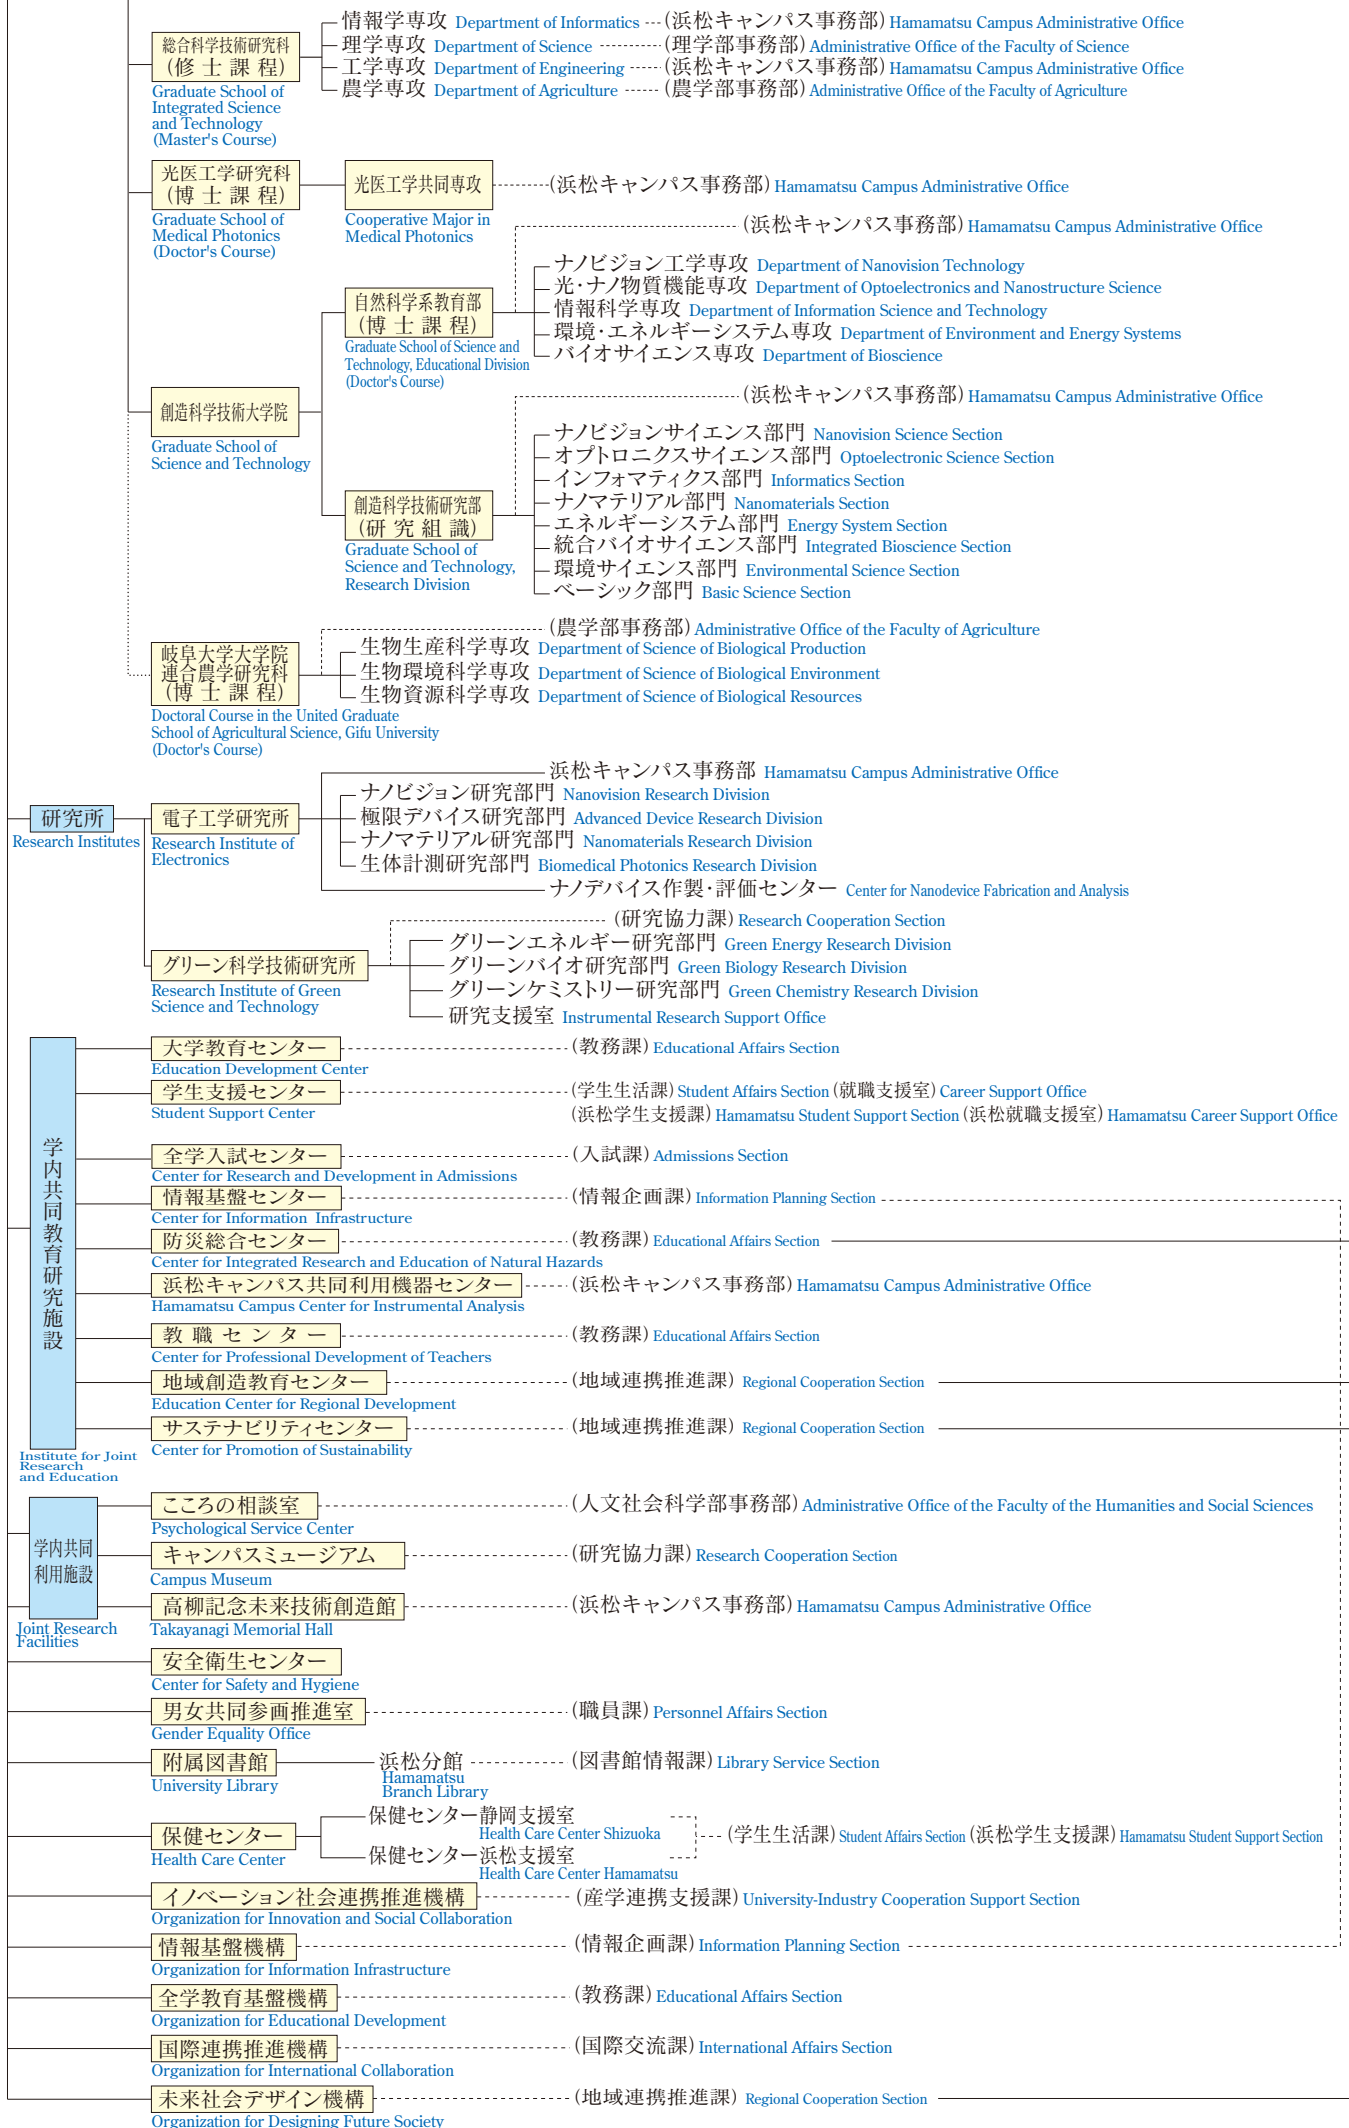 総合科学技術研究科
(修士課程)
Graduate School of
Integrated Science
and Technology
(Master's Course)
情報学専攻 Department of Informatics (浜松キャンパス事務部) Hamamatsu Campus Administrative Office
理学専攻 Department of Science (理学部事務部) Administrative Office of the Faculty of Science
工学専攻 Department of Engineering (浜松キャンパス事務部) Hamamatsu Campus Administrative Office
農学専攻 Department of Agriculture (農学部事務部) Administrative Office of the Faculty of Agriculture
光医工学研究科
(博士課程)
Graduate School of
Medical Photonics
(Doctor's Course)
光医工学共同専攻
Cooperative Major in
Medical Photonics
(浜松キャンパス事務部) Hamamatsu Campus Administrative Office
創造科学技術大学院
Graduate School of
Science and Technology
自然科学系教育部
(博士課程)
Graduate School of Science and
Technology, Educational Division
(Doctor's Course)
(浜松キャンパス事務部) Hamamatsu Campus Administrative Office
ナノビジョン工学専攻 Department of Nanovision Technology
光・ナノ物質機能専攻 Department of Optoelectronics and Nanostructure Science
情報科学専攻 Department of Information Science and Technology
環境・エネルギーシステム専攻 Department of Environment and Energy Systems
バイオサイエンス専攻 Department of Bioscience
創造科学技術研究部
(研究組織)
Graduate School of
Science and Technology,
Research Division
(浜松キャンパス事務部) Hamamatsu Campus Administrative Office
ナノビジョンサイエンス部門 Nanovision Science Section
オプトロニクスサイエンス部門 Optoelectronic Science Section
インフォマティクス部門 Informatics Section
ナノマテリアル部門 Nanomaterials Section
エネルギーシステム部門 Energy System Section
統合バイオサイエンス部門 Integrated Bioscience Section
環境サイエンス部門 Environmental Science Section
ベーシック部門 Basic Science Section
岐阜大学大学院
連合農学研究科
(博士課程)
Doctoral Course in the United Graduate
School of Agricultural Science, Gifu University
(Doctor's Course)
(農学部事務部) Administrative Office of the Faculty of Agriculture
生物生産科学専攻 Department of Science of Biological Production
生物環境科学専攻 Department of Science of Biological Environment
生物資源科学専攻 Department of Science of Biological Resources
研究所
Research Institutes
電子工学研究所
Research Institute of
Electronics
浜松キャンパス事務部 Hamamatsu Campus Administrative Office
ナノビジョン研究部門 Nanovision Research Division
極限デバイス研究部門 Advanced Device Research Division
ナノマテリアル研究部門 Nanomaterials Research Division
生体計測研究部門 Biomedical Photonics Research Division
ナノデバイス作製・評価センター Center for Nanodevice Fabrication and Analysis
グリーン科学技術研究所
Research Institute of Green
Science and Technology
(研究協力課) Research Cooperation Section
グリーンエネルギー研究部門 Green Energy Research Division
グリーンバイオ研究部門 Green Biology Research Division
グリーンケミストリー研究部門 Green Chemistry Research Division
研究支援室 Instrumental Research Support Office
学内共同教育研究施設
Institute for Joint
Research
and Education
大学教育センター (教務課) Educational Affairs Section
Education Development Center
学生支援センター (学生生活課) Student Affairs Section (就職支援室) Career Support Office
Student Support Center (浜松学生支援課) Hamamatsu Student Support Section (浜松就職支援室) Hamamatsu Career Support Office
全学入試センター (入試課) Admissions Section
Center for Research and Development in Admissions
情報基盤センター (情報企画課) Information Planning Section
Center for Information Infrastructure
防災総合センター (教務課) Educational Affairs Section
Center for Integrated Research and Education of Natural Hazards
浜松キャンパス共同利用機器センター (浜松キャンパス事務部) Hamamatsu Campus Administrative Office
Hamamatsu Campus Center for Instrumental Analysis
教職センター (教務課) Educational Affairs Section
Center for Professional Development of Teachers
地域創造教育センター (地域連携推進課) Regional Cooperation Section
Education Center for Regional Development
サステナビリティセンター (地域連携推進課) Regional Cooperation Section
Center for Promotion of Sustainability
学内共同
利用施設
Joint Research
Facilities
こころの相談室 (人文社会科学部事務部) Administrative Office of the Faculty of the Humanities and Social Sciences
Psychological Service Center
キャンパスミュージアム (研究協力課) Research Cooperation Section
Campus Museum
高柳記念未来技術創造館 (浜松キャンパス事務部) Hamamatsu Campus Administrative Office
Takayanagi Memorial Hall
安全衛生センター
Center for Safety and Hygiene
男女共同参画推進室 (職員課) Personnel Affairs Section
Gender Equality Office
附属図書館 浜松分館 (図書館情報課) Library Service Section
University Library Hamamatsu
Branch Library
保健センター
Health Care Center
保健センター静岡支援室
Health Care Center Shizuoka
保健センター浜松支援室
Health Care Center Hamamatsu
(学生生活課) Student Affairs Section (浜松学生支援課) Hamamatsu Student Support Section
イノベーション社会連携推進機構 (産学連携支援課) University-Industry Cooperation Support Section
Organization for Innovation and Social Collaboration
情報基盤機構 (情報企画課) Information Planning Section
Organization for Information Infrastructure
全学教育基盤機構 (教務課) Educational Affairs Section
Organization for Educational Development
国際連携推進機構 (国際交流課) International Affairs Section
Organization for International Collaboration
未来社会デザイン機構 (地域連携推進課) Regional Cooperation Section
Organization for Designing Future Society